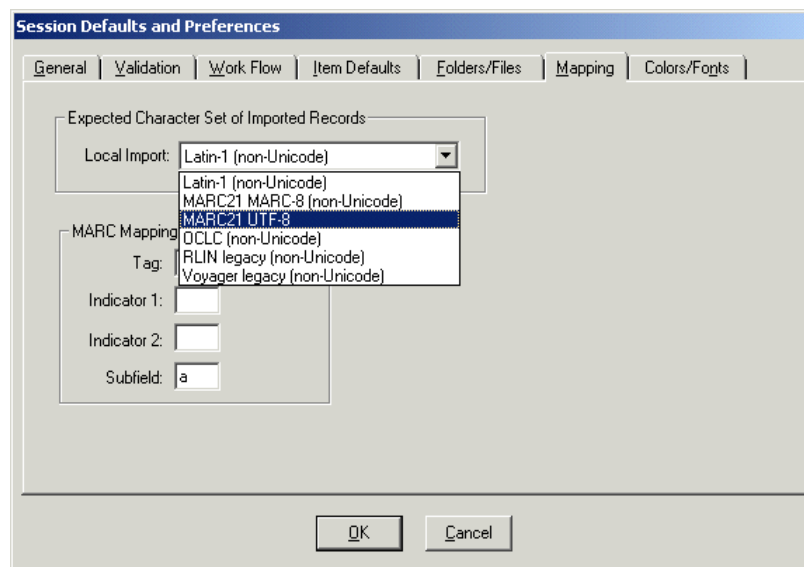 Session Defaults and Preferences
General Validation Work Flow Item Defaults Folders/Files Mapping Colors/Fonts
Expected Character Set of Imported Records
Local Import: Latin-1 (non-Unicode)
Latin-1 (non-Unicode)
MARC21 MARC-8 (non-Unicode)
MARC21 UTF-8
OCLC (non-Unicode)
RLIN legacy (non-Unicode)
Voyager legacy (non-Unicode)
MARC Mapping
Tag:
Indicator 1:
Indicator 2:
Subfield: a
OK Cancel